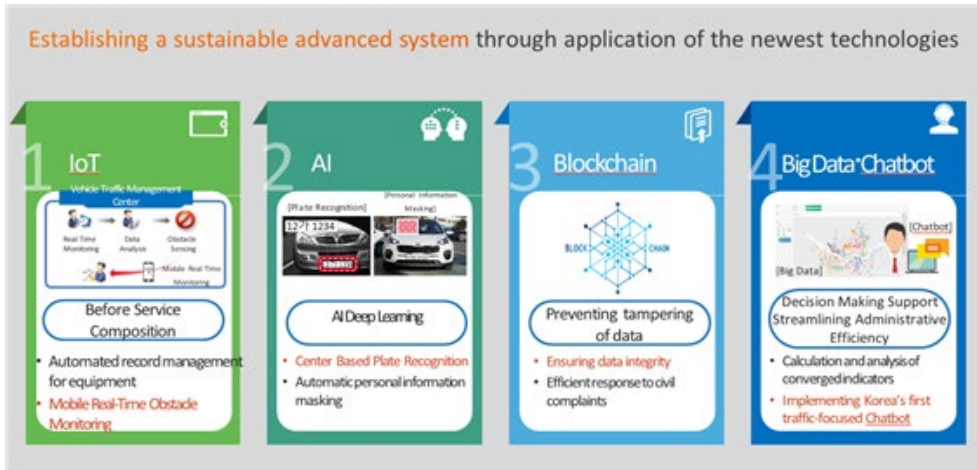 Establishing a sustainable advanced system through application of the newest technologies
1
IoT
Vehicle Traffic Management
Center
Real Time
Monitoring
Data
Analysis
Obstacle
Sensing
Mobile Real Time
Monitoring
Before Service
Composition
• Automated record management
for equipment
• Mobile Real-Time Obstacle
Monitoring
2
AI
[Plate Recognition]
[Personal Information
Masking]
12가 1234
AI Deep Learning
• Center Based Plate Recognition
• Automatic personal information
masking
3
Blockchain
BLOCK CHAIN
Preventing tampering
of data
• Ensuring data integrity
• Efficient response to civil
complaints
4
Big Data·Chatbot
[Chatbot]
[Big Data]
Decision Making Support
Streamlining Administrative
Efficiency
• Calculation and analysis of
converged indicators
• Implementing Korea's first
traffic-focused Chatbot